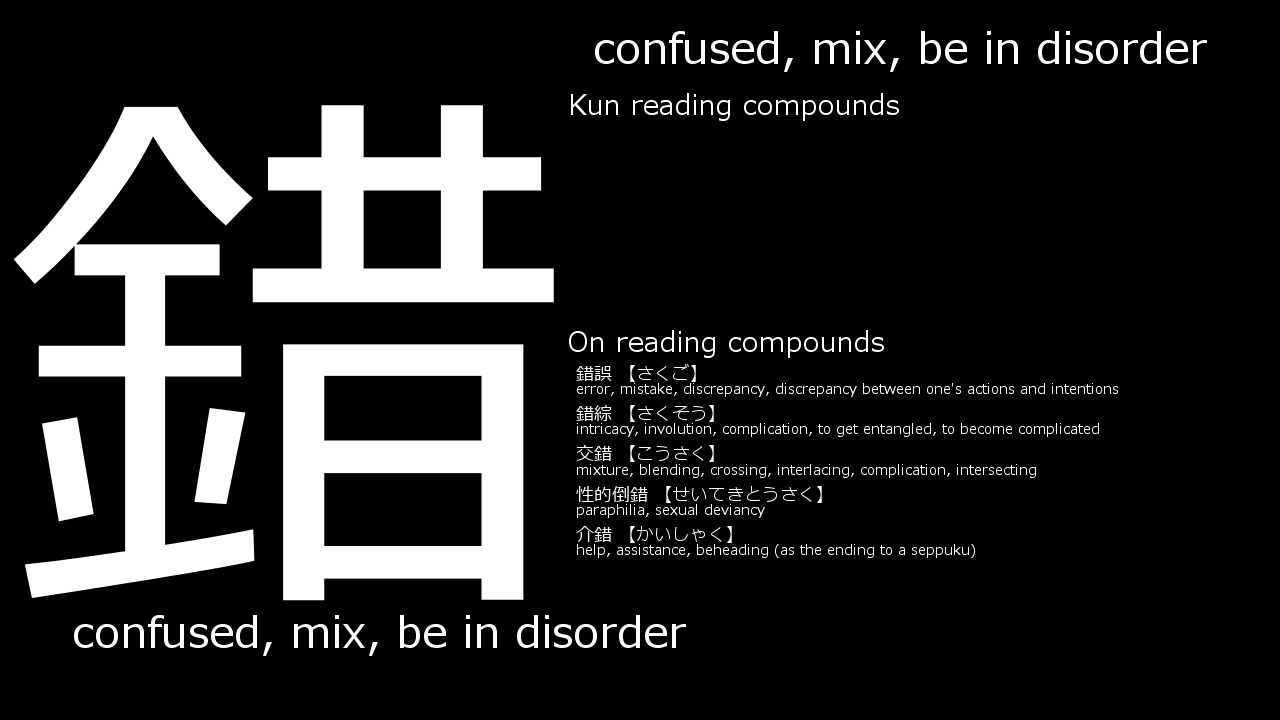 confused, mix, be in disorder
Kun reading compounds
錯
On reading compounds
錯誤 【さくご】
error, mistake, discrepancy, discrepancy between one's actions and intentions
錯綜 【さくそう】
intricacy, involution, complication, to get entangled, to become complicated
交錯 【こうさく】
mixture, blending, crossing, interlacing, complication, intersecting
性的倒錯 【せいてきとうさく】
paraphilia, sexual deviancy
介錯 【かいしゃく】
help, assistance, beheading (as the ending to a seppuku)
confused, mix, be in disorder